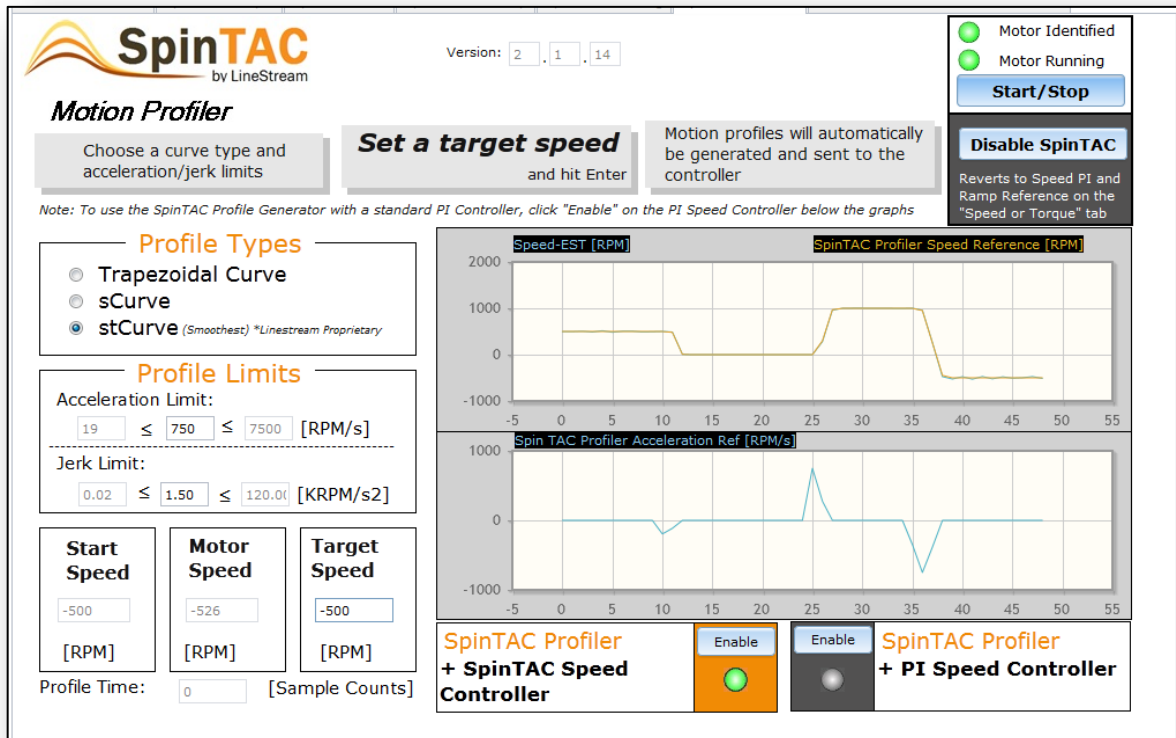 SpinTAC
by LineStream
Version: 2 . 1 . 14
Motor Identified
Motor Running
Start/Stop
Motion Profiler
Choose a curve type and
acceleration/jerk limits
Set a target speed
and hit Enter
Motion profiles will automatically
be generated and sent to the
controller
Disable SpinTAC
Reverts to Speed PI and
Ramp Reference on the
"Speed or Torque" tab
Note: To use the SpinTAC Profile Generator with a standard PI Controller, click "Enable" on the PI Speed Controller below the graphs
Profile Types
Trapezoidal Curve
sCurve
stCurve (Smoothest) *Linestream Proprietary
Profile Limits
Acceleration Limit:
19 ≤ 750 ≤ 7500 [RPM/s]
Jerk Limit:
0.02 ≤ 1.50 ≤ 120.00 [KRPM/s2]
Start
Speed
-500
[RPM]
Motor
Speed
-526
[RPM]
Target
Speed
-500
[RPM]
Profile Time: 0 [Sample Counts]
Speed-EST [RPM] SpinTAC Profiler Speed Reference [RPM]
2000
1000
0
-1000
-5 0 5 10 15 20 25 30 35 40 45 50 55
Spin TAC Profiler Acceleration Ref [RPM/s]
1000
0
-1000
-5 0 5 10 15 20 25 30 35 40 45 50 55
SpinTAC Profiler
+ SpinTAC Speed
Controller
Enable
Enable
SpinTAC Profiler
+ PI Speed Controller